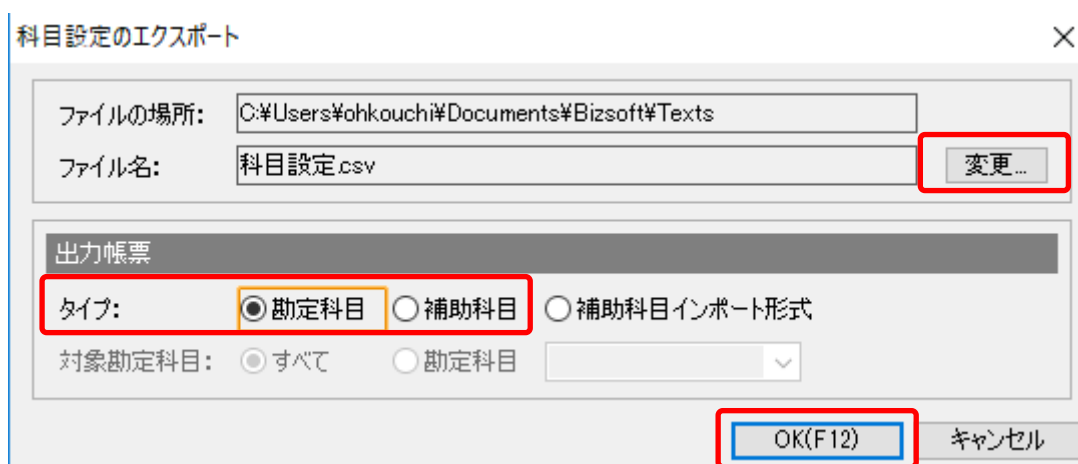 科目設定のエクスポート
ファイルの場所: C:¥Users¥ohkouchi¥Documents¥Bizsoft¥Texts
ファイル名: 科目設定.csv 変更...
出力帳票
タイプ: 勘定科目 補助科目 補助科目インポート形式
対象勘定科目: すべて 勘定科目
OK(F12) キャンセル